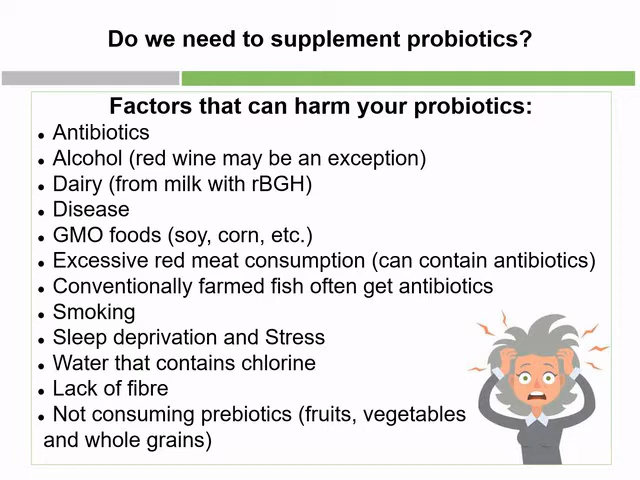 Do we need to supplement probiotics?
Factors that can harm your probiotics:
• Antibiotics
• Alcohol (red wine may be an exception)
• Dairy (from milk with rBGH)
• Disease
• GMO foods (soy, corn, etc.)
• Excessive red meat consumption (can contain antibiotics)
• Conventionally farmed fish often get antibiotics
• Smoking
• Sleep deprivation and Stress
• Water that contains chlorine
• Lack of fibre
• Not consuming prebiotics (fruits, vegetables
and whole grains)